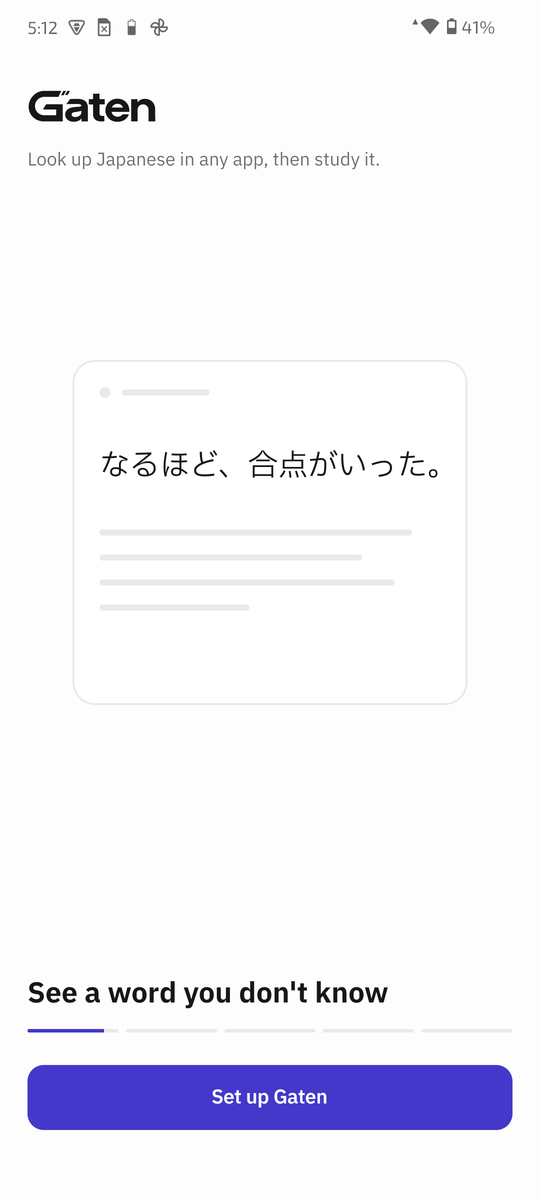 5:12
41%
Gaten
Look up Japanese in any app, then study it.
なるほど、合点がいった。
See a word you don't know
Set up Gaten